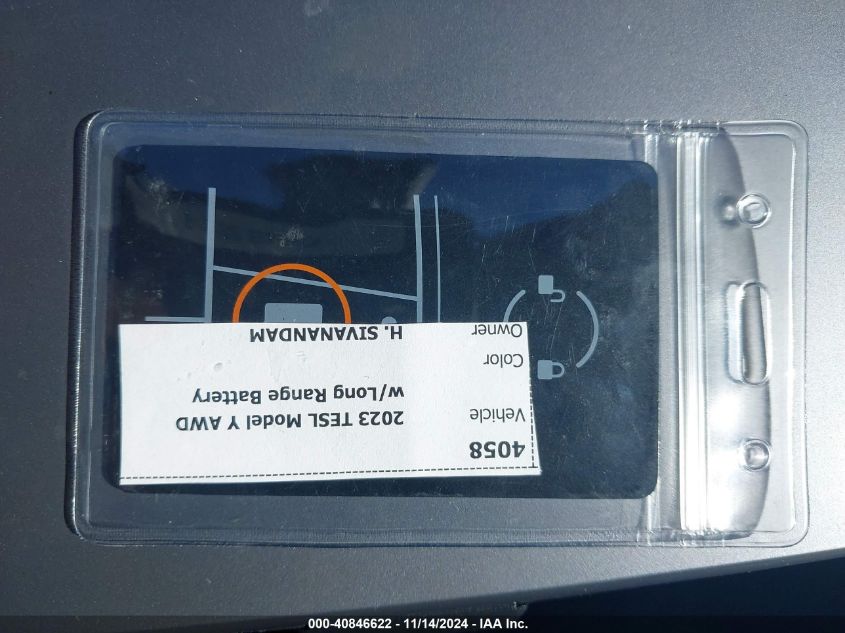 4058
Vehicle 2023 TESL Model Y AWD
w/Long Range Battery
Color
Owner H. SIVANANDAM
000-40846622 - 11/14/2024 - IAA Inc.